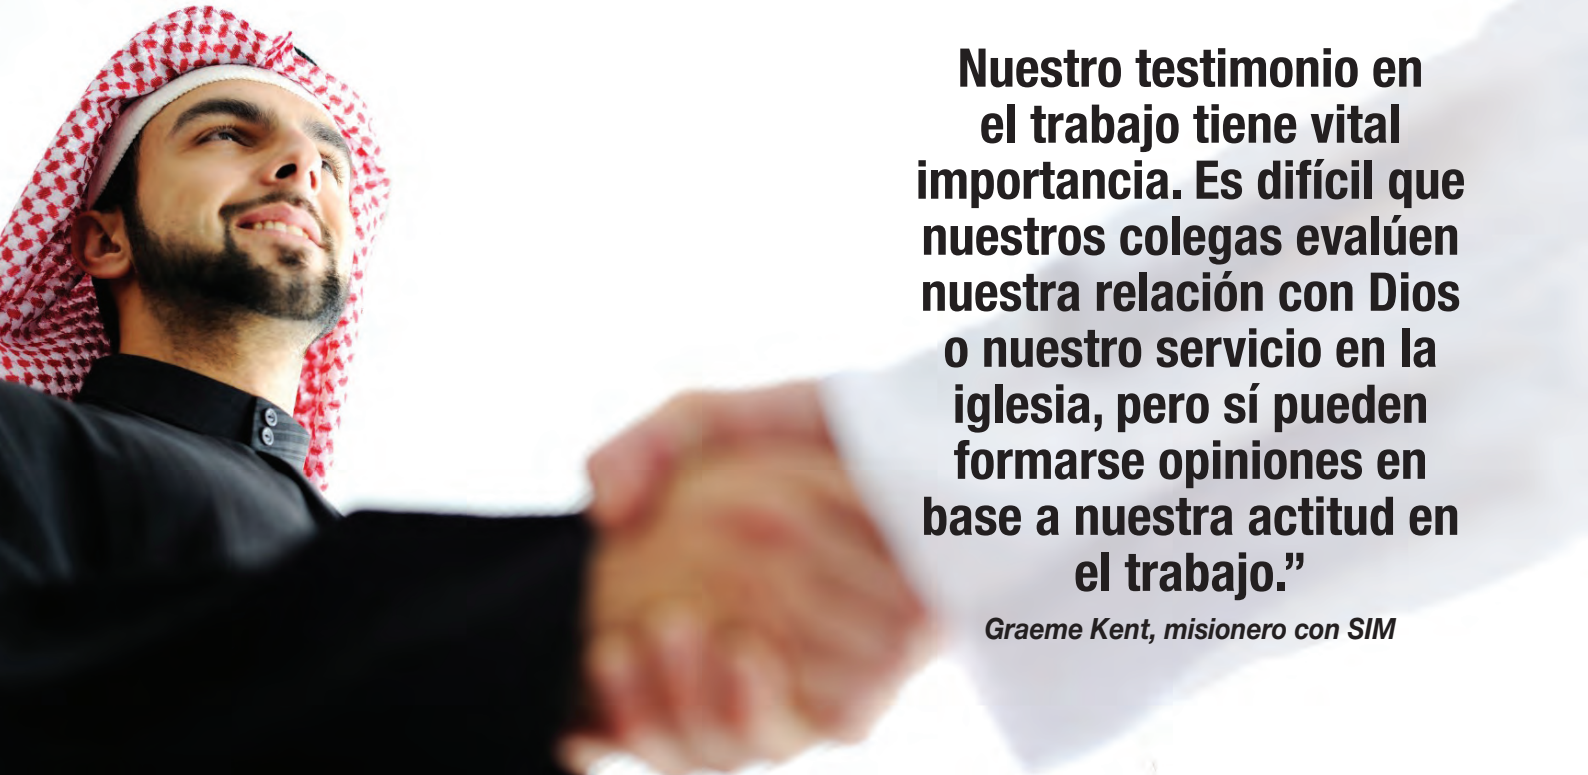 Nuestro testimonio en
el trabajo tiene vital
importancia. Es difícil que
nuestros colegas evalúen
nuestra relación con Dios
o nuestro servicio en la
iglesia, pero sí pueden
formarse opiniones en
base a nuestra actitud en
el trabajo.”
Graeme Kent, misionero con SIM